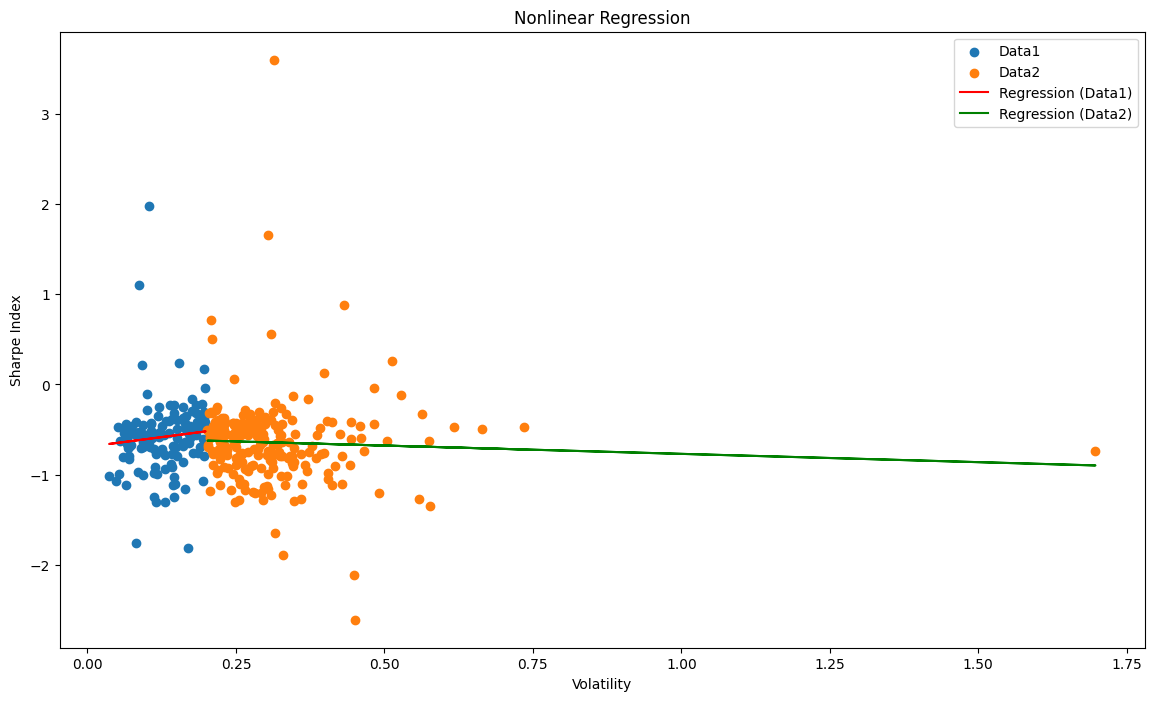 Nonlinear Regression
Data1
Data2
Regression (Data1)
Regression (Data2)
Sharpe Index
3
2
1
0
−1
−2
0.00
0.25
0.50
0.75
1.00
1.25
1.50
1.75
Volatility